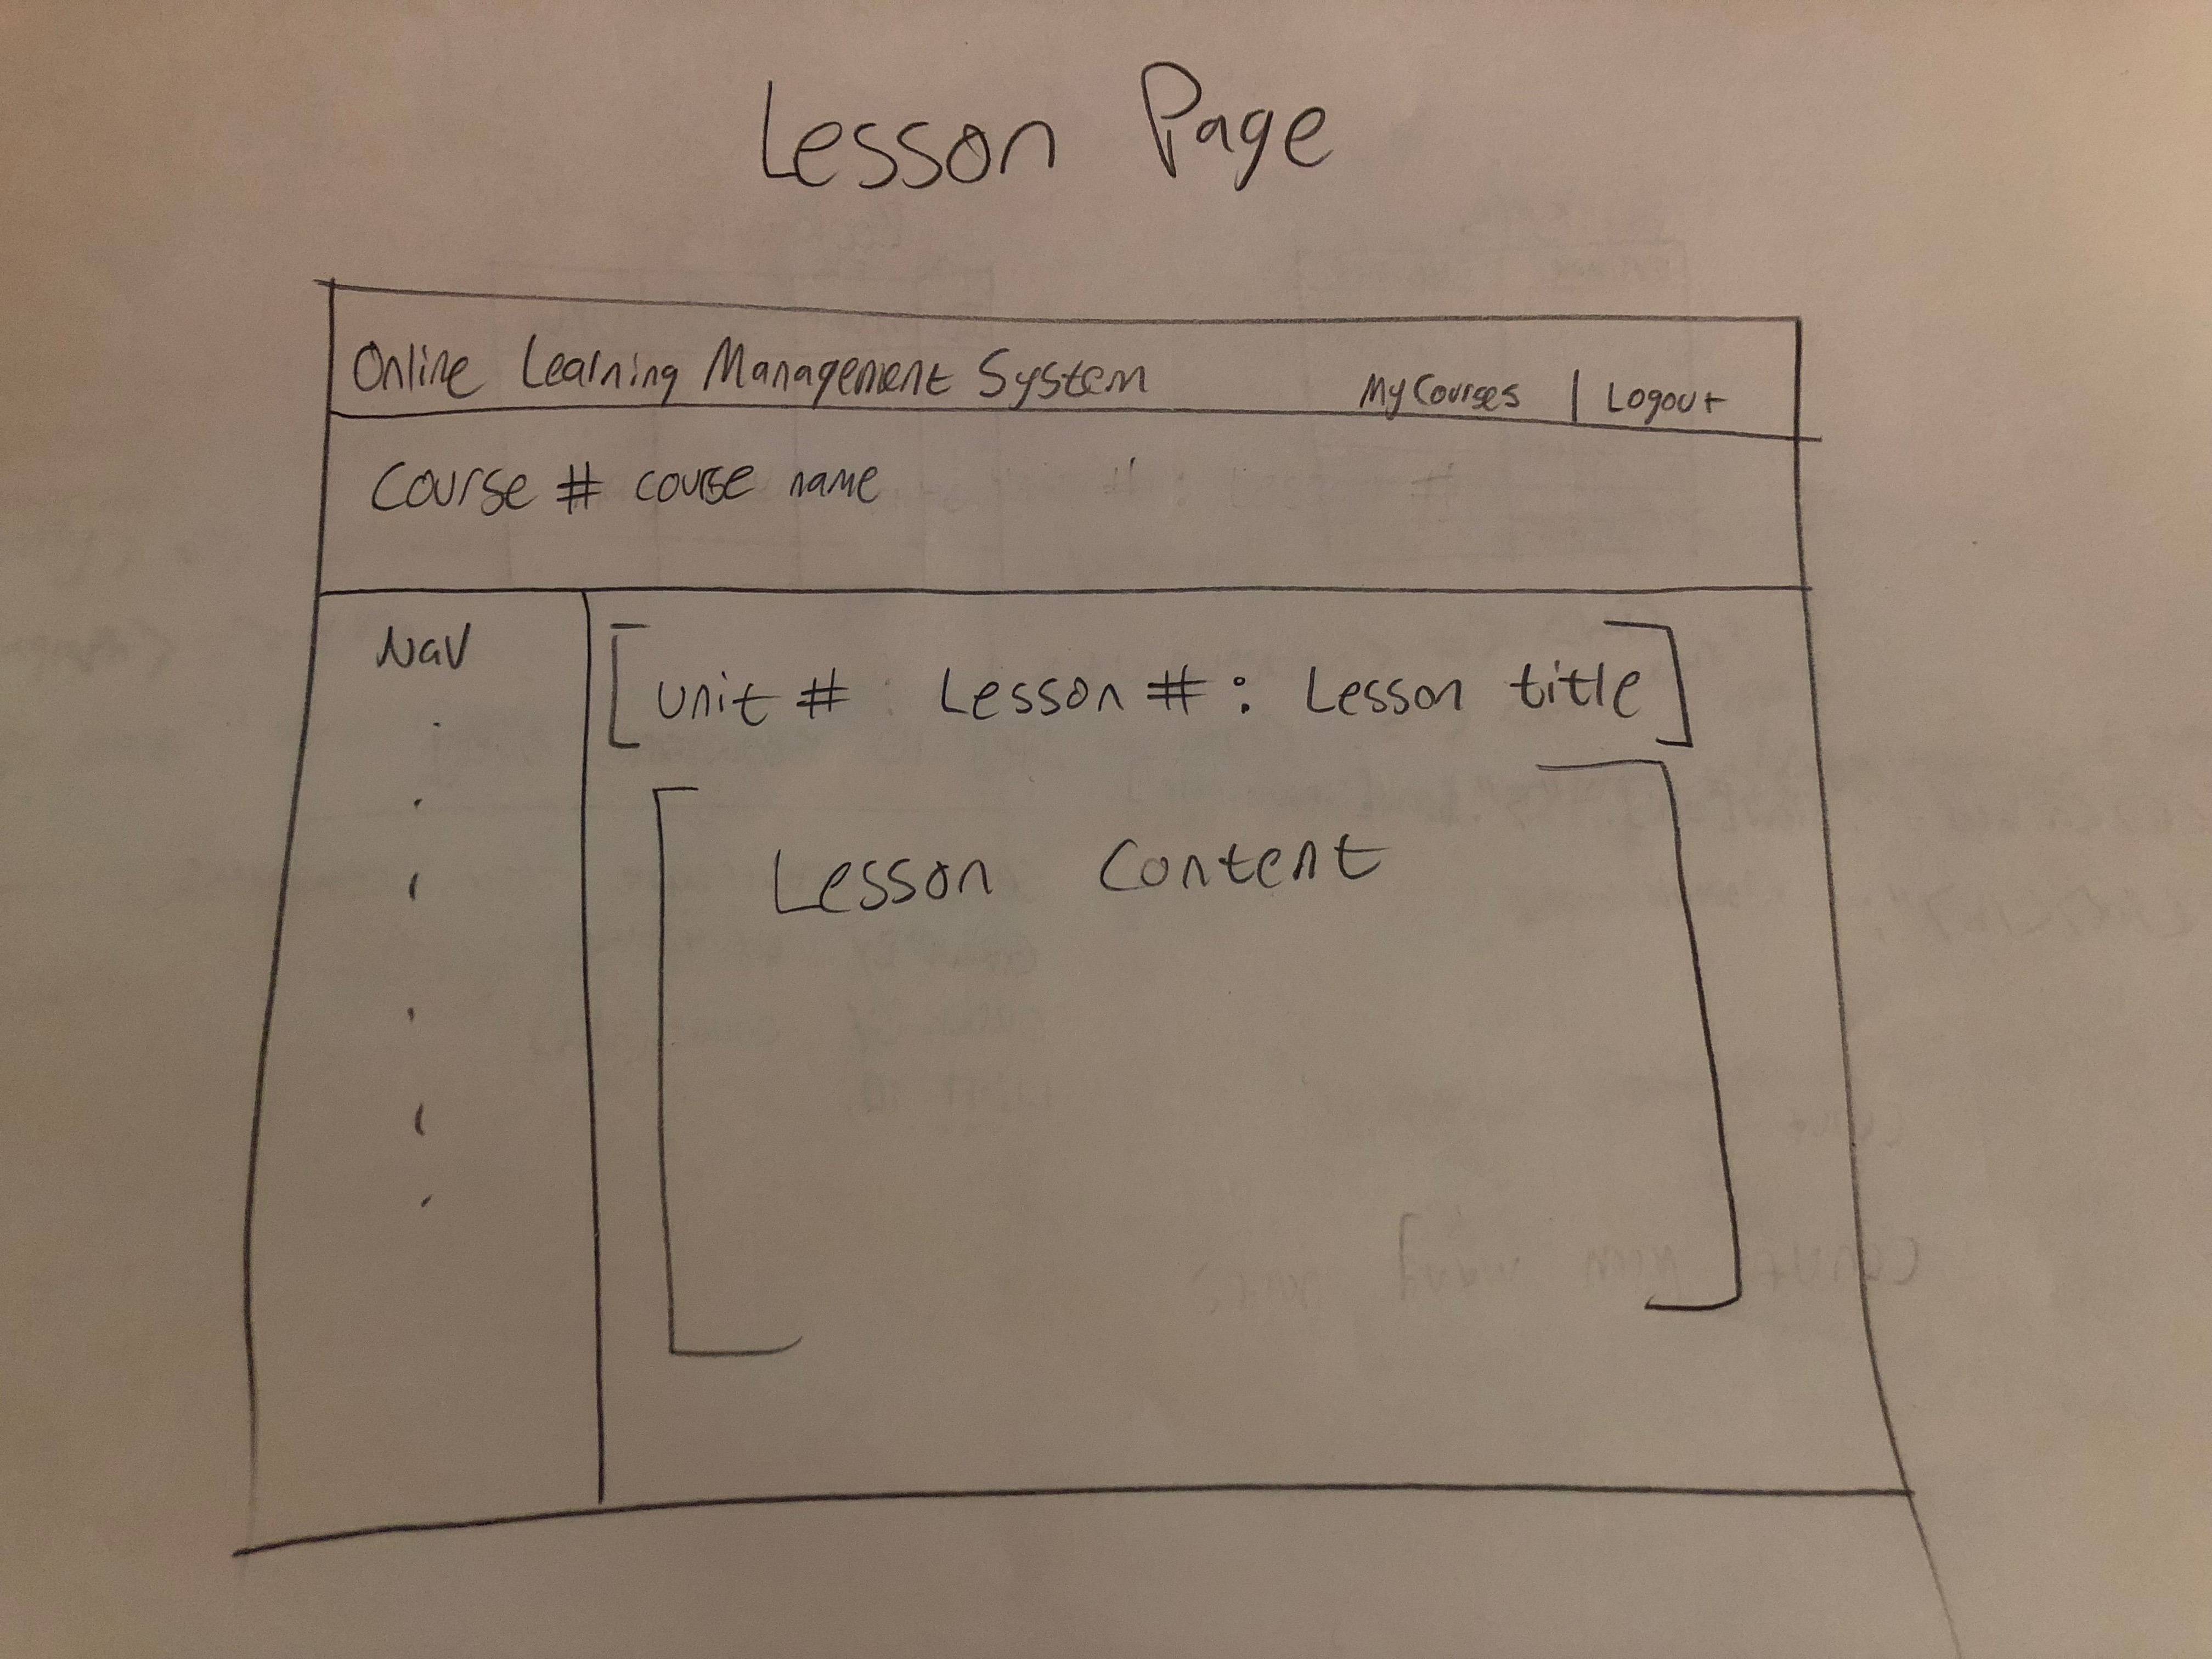 Lesson Page
Online Learning Management System
My Courses | Logout
Course # course name
Nav
[unit # Lesson #: Lesson title]
[Lesson Content]